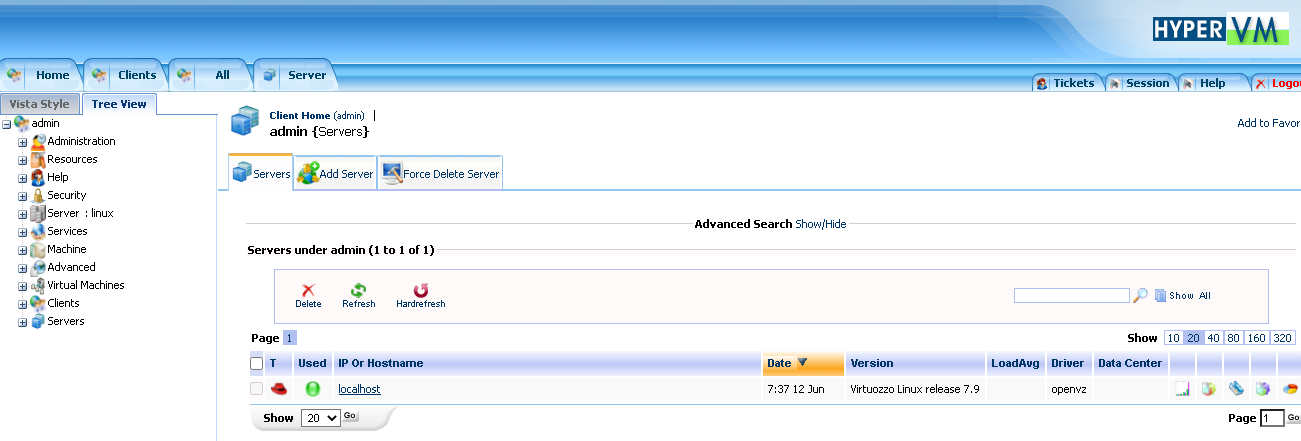 HYPER VM
Home Clients All Server
Tickets Session Help Logou
Vista Style Tree View
admin
Administration
Resources
Help
Security
Server : linux
Services
Machine
Advanced
Virtual Machines
Clients
Servers
Client Home (admin) |
admin {Servers}
Add to Favor
Servers Add Server Force Delete Server
Advanced Search Show/Hide
Servers under admin (1 to 1 of 1)
Delete Refresh Hardrefresh Show All
Page 1 Show 10 20 40 80 160 320
T Used IP Or Hostname Date Version LoadAvg Driver Data Center
localhost 7:37 12 Jun Virtuozzo Linux release 7.9 openvz
Show 20 Go Page 1 Go